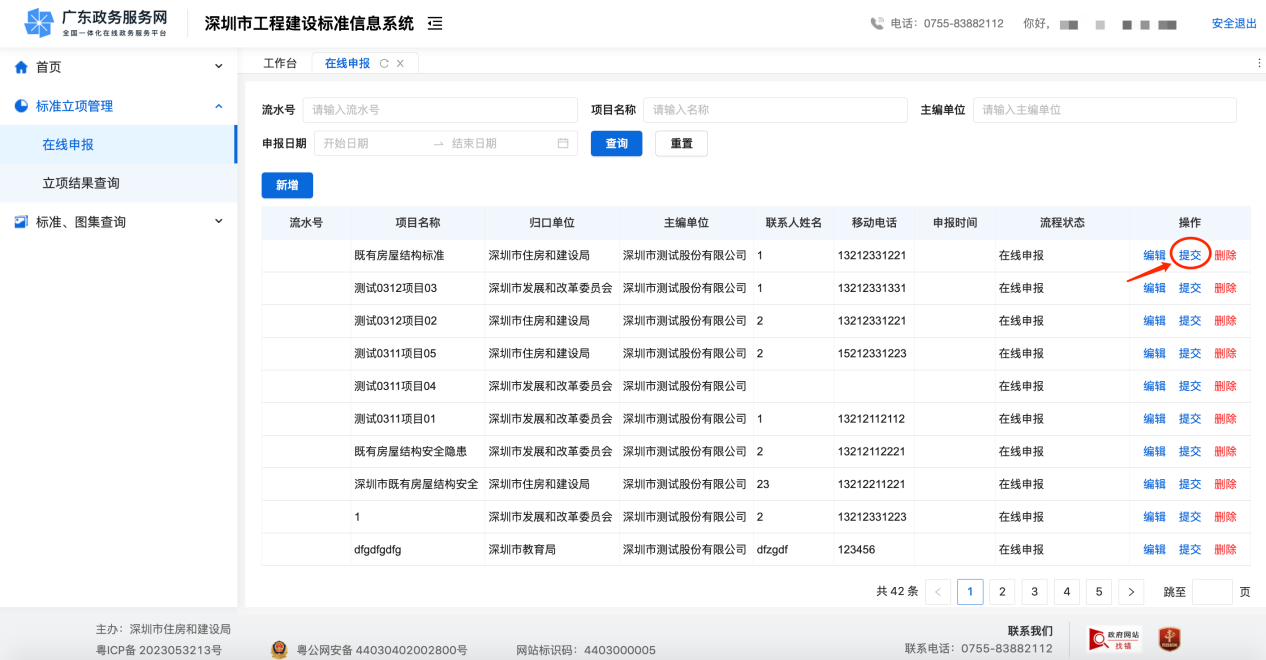 广东政务服务网
全国一体化在线政务服务平台
深圳市工程建设标准信息系统
电话：0755-83882112 你好， 安全退出
首页
标准立项管理
在线申报
立项结果查询
标准、图集查询
工作台 在线申报
流水号 请输入流水号 项目名称 请输入名称 主编单位 请输入主编单位
申报日期 开始日期 → 结束日期 查询 重置
新增
流水号 项目名称 归口单位 主编单位 联系人姓名 移动电话 申报时间 流程状态 操作
既有房屋结构标准 深圳市住房和建设局 深圳市测试股份有限公司 1 13212331221 在线申报 编辑 提交 删除
测试0312项目03 深圳市发展和改革委员会 深圳市测试股份有限公司 1 13212331331 在线申报 编辑 提交 删除
测试0312项目02 深圳市住房和建设局 深圳市测试股份有限公司 2 13212331221 在线申报 编辑 提交 删除
测试0311项目05 深圳市住房和建设局 深圳市测试股份有限公司 2 15212331223 在线申报 编辑 提交 删除
测试0311项目04 深圳市发展和改革委员会 深圳市测试股份有限公司 在线申报 编辑 提交 删除
测试0311项目01 深圳市发展和改革委员会 深圳市测试股份有限公司 1 13212112112 在线申报 编辑 提交 删除
既有房屋结构安全隐患 深圳市发展和改革委员会 深圳市测试股份有限公司 2 13212112221 在线申报 编辑 提交 删除
深圳市既有房屋结构安全 深圳市住房和建设局 深圳市测试股份有限公司 23 13212211221 在线申报 编辑 提交 删除
1 深圳市发展和改革委员会 深圳市测试股份有限公司 2 13212331223 在线申报 编辑 提交 删除
dfgdfgdfg 深圳市教育局 深圳市测试股份有限公司 dfzgdf 123456 在线申报 编辑 提交 删除
共 42 条 < 1 2 3 4 5 > 跳至 页
主办：深圳市住房和建设局
粤ICP备 2023053213号 粤公网安备 44030402002800号 网站标识码：4403000005
联系我们
联系电话：0755-83882112
政府网站
找错